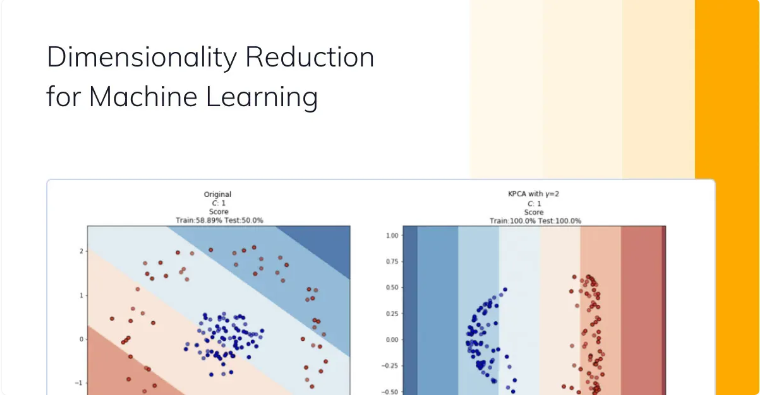 Dimensionality Reduction
for Machine Learning
Original
C: 1
Score
Train:58.89% Test:50.0%
2
1
0
−1
KPCA with γ=2
C: 1
Score
Train:100.0% Test:100.0%
1.00
0.75
0.50
0.25
0.00
−0.25
−0.50